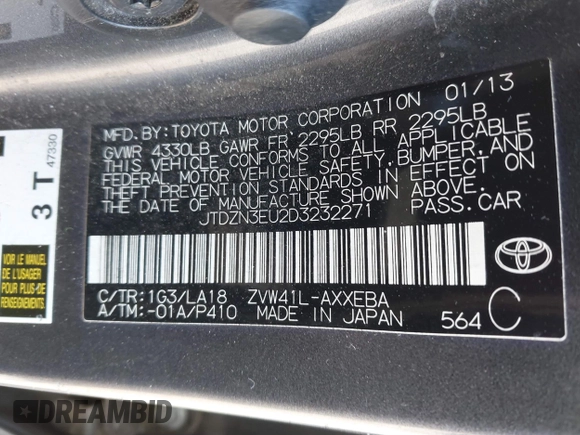 MFD. BY: TOYOTA MOTOR CORPORATION 01/13
GVWR 4330LB GAWR FR 2295LB RR 2295LB
THIS VEHICLE CONFORMS TO ALL APPLICABLE
FEDERAL MOTOR VEHICLE SAFETY, BUMPER, AND
THEFT PREVENTION STANDARDS IN EFFECT ON
THE DATE OF MANUFACTURE SHOWN ABOVE.
JTDZN3EU2D3232271 PASS. CAR
C/TR: 1G3/LA18 ZVW41L-AXXEBA
A/TM: -01A/P410 MADE IN JAPAN 564 C
TOYOTA
3 T 47330
VOIR LE
MANUEL DE
L'USAGER
POUR PLUS
D'INFOS
DREAMBID